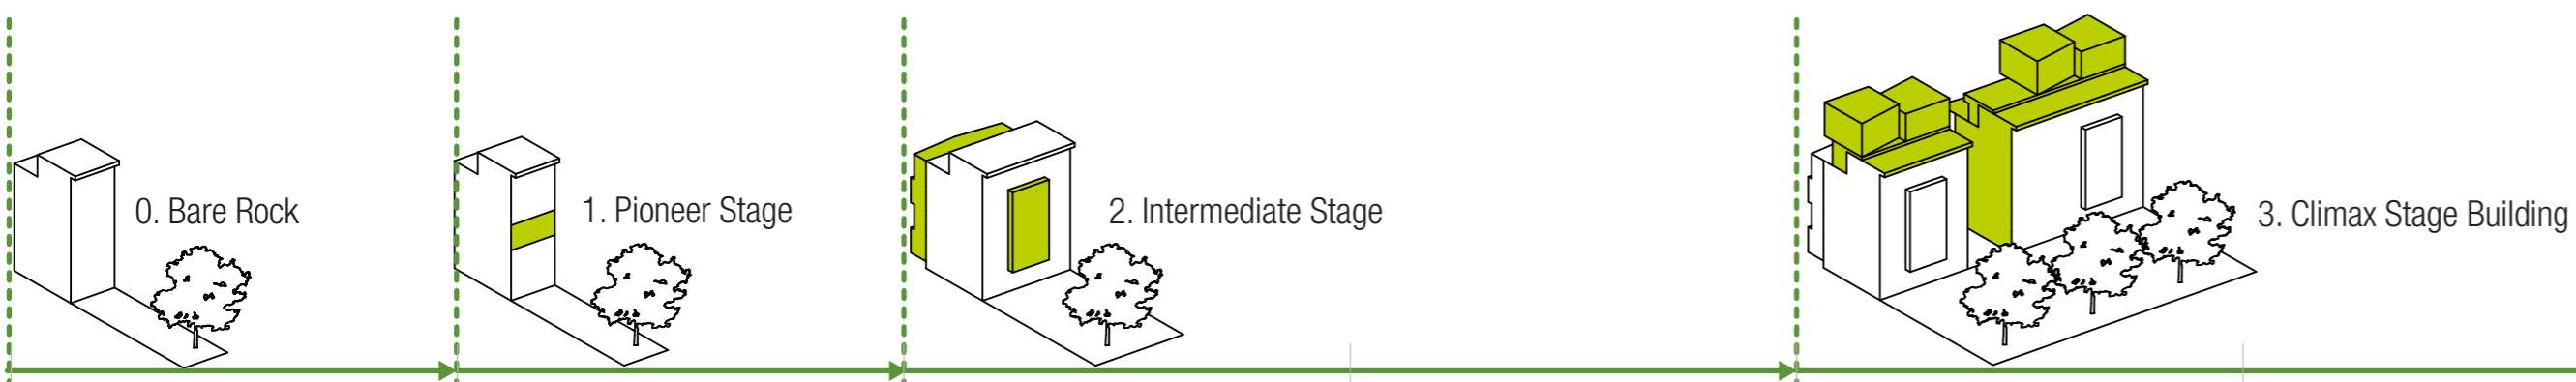 0. Bare Rock
1. Pioneer Stage
2. Intermediate Stage
3. Climax Stage Building